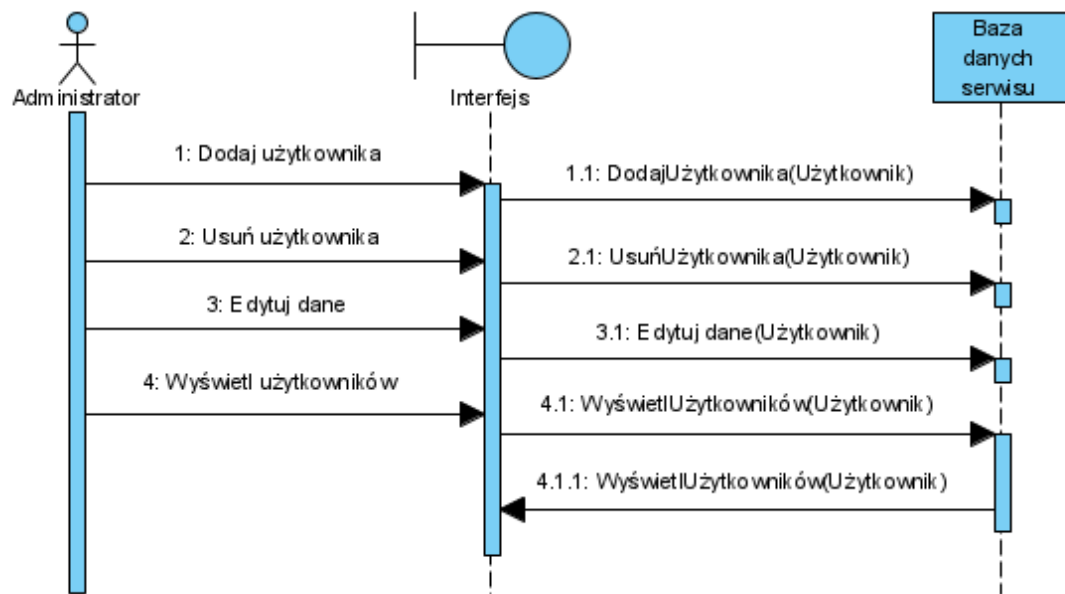 Administrator
Interfejs
Baza
danych
serwisu
1: Dodaj użytkownika
1.1: DodajUżytkownika(Użytkownik)
2: Usuń użytkownika
2.1: UsuńUżytkownika(Użytkownik)
3: Edytuj dane
3.1: Edytuj dane(Użytkownik)
4: Wyświetl użytkowników
4.1: WyświetlUżytkowników(Użytkownik)
4.1.1: WyświetlUżytkowników(Użytkownik)